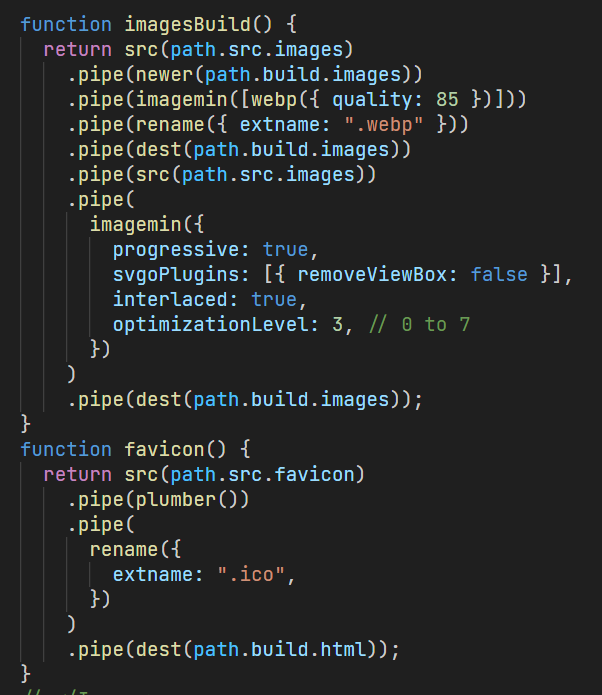 function imagesBuild() {
  return src(path.src.images)
    .pipe(newer(path.build.images))
    .pipe(imagemin([webp({ quality: 85 })]))
    .pipe(rename({ extname: ".webp" }))
    .pipe(dest(path.build.images))
    .pipe(src(path.src.images))
    .pipe(
      imagemin({
        progressive: true,
        svgoPlugins: [{ removeViewBox: false }],
        interlaced: true,
        optimizationLevel: 3, // 0 to 7
      })
    )
    .pipe(dest(path.build.images));
}
function favicon() {
  return src(path.src.favicon)
    .pipe(plumber())
    .pipe(
      rename({
        extname: ".ico",
      })
    )
    .pipe(dest(path.build.html));
}